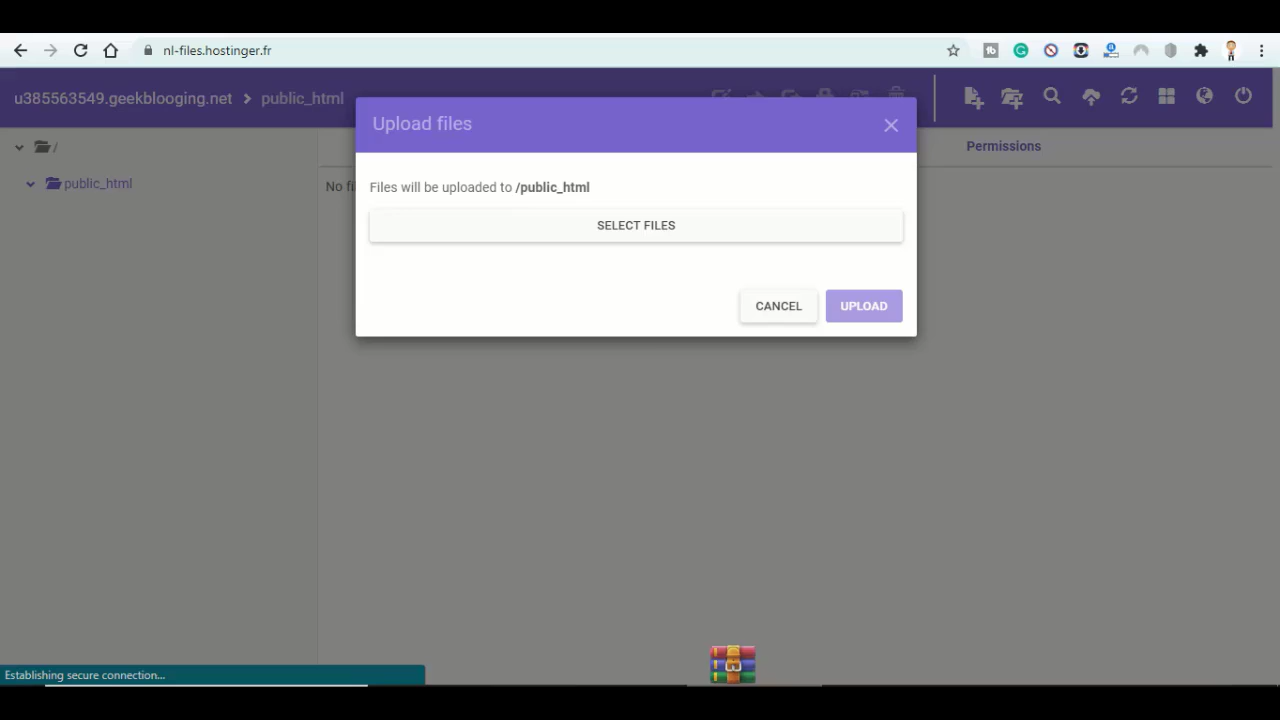 nl-files.hostinger.fr
u385563549.geekblooging.net > public_html
Upload files
/
Permissions
public_html
No fi
Files will be uploaded to /public_html
SELECT FILES
CANCEL
UPLOAD
Establishing secure connection...